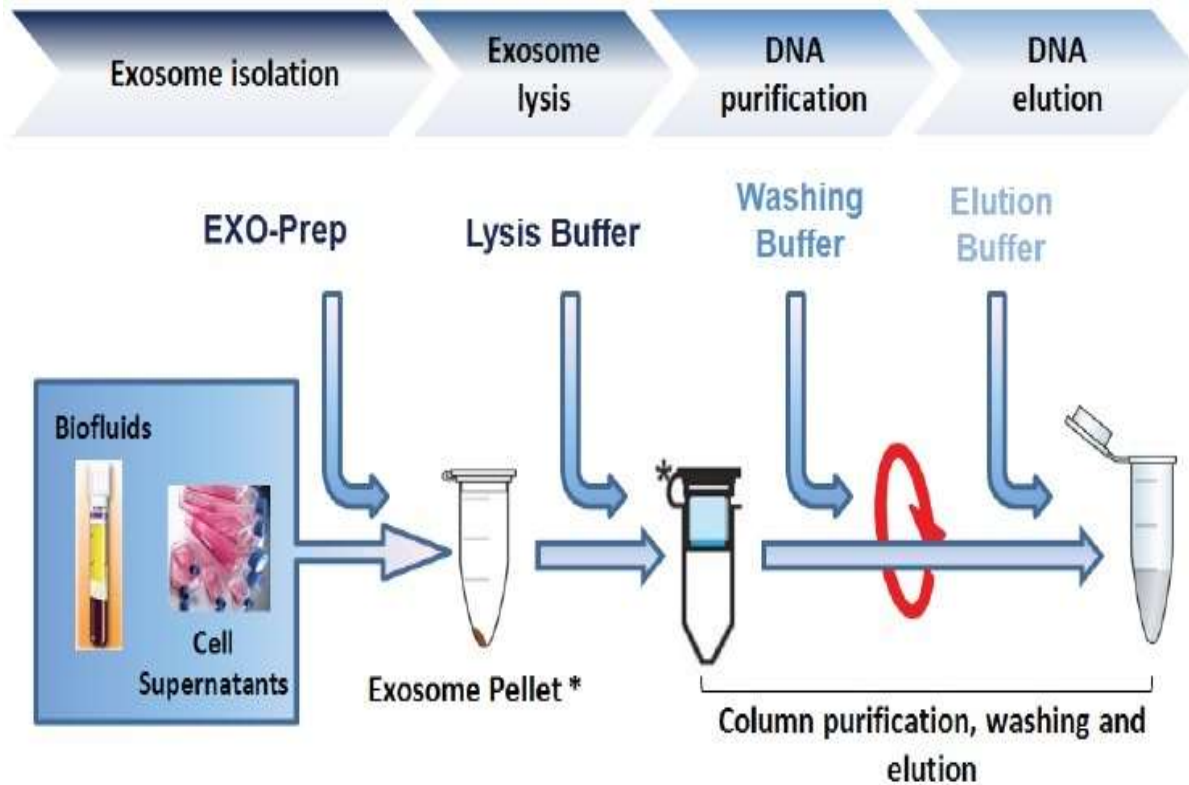 Exosome isolation
Exosome
lysis
DNA
purification
DNA
elution
EXO-Prep
Lysis Buffer
Washing
Buffer
Elution
Buffer
Biofluids
Cell
Supernatants
*
Exosome Pellet *
Column purification, washing and
elution